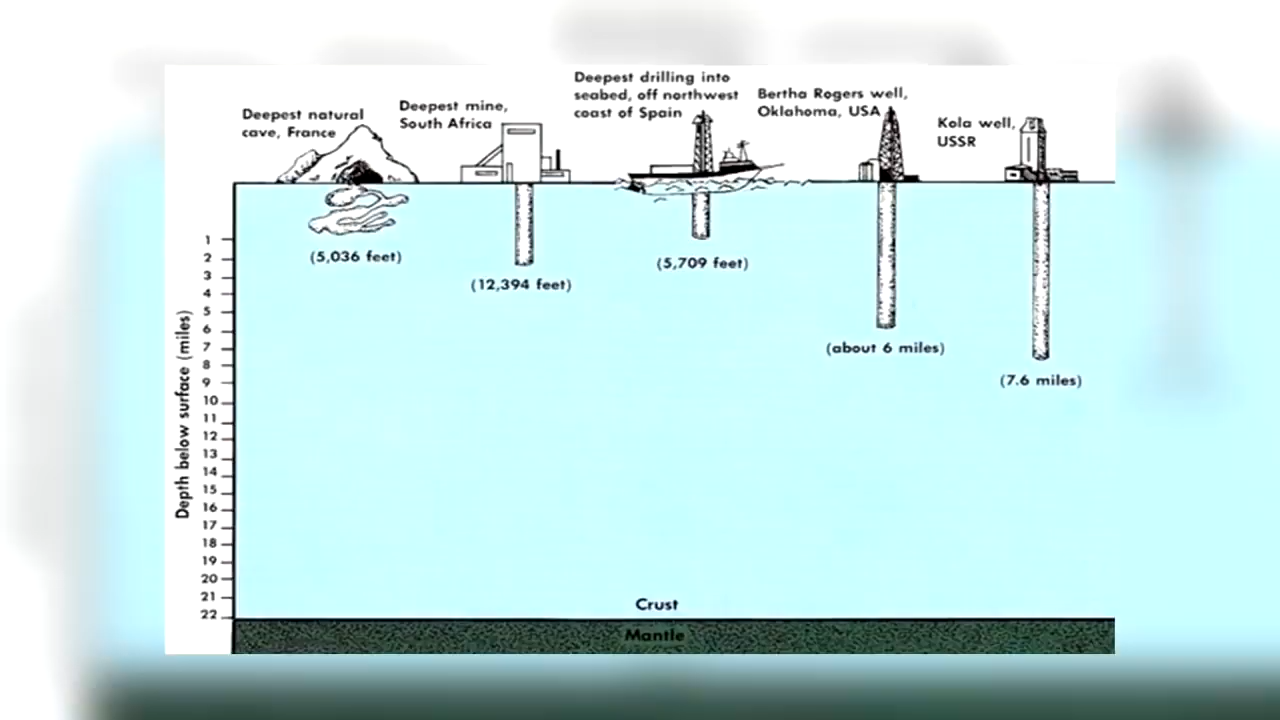 Deepest natural
cave, France
Deepest mine,
South Africa
Deepest drilling into
seabed, off northwest
coast of Spain
Bertha Rogers well,
Oklahoma, USA
Kola well,
USSR
(5,036 feet)
(12,394 feet)
(5,709 feet)
(about 6 miles)
(7.6 miles)
Depth below surface (miles)
1
2
3
4
5
6
7
8
9
10
11
12
13
14
15
16
17
18
19
20
21
22
Crust
Mantle